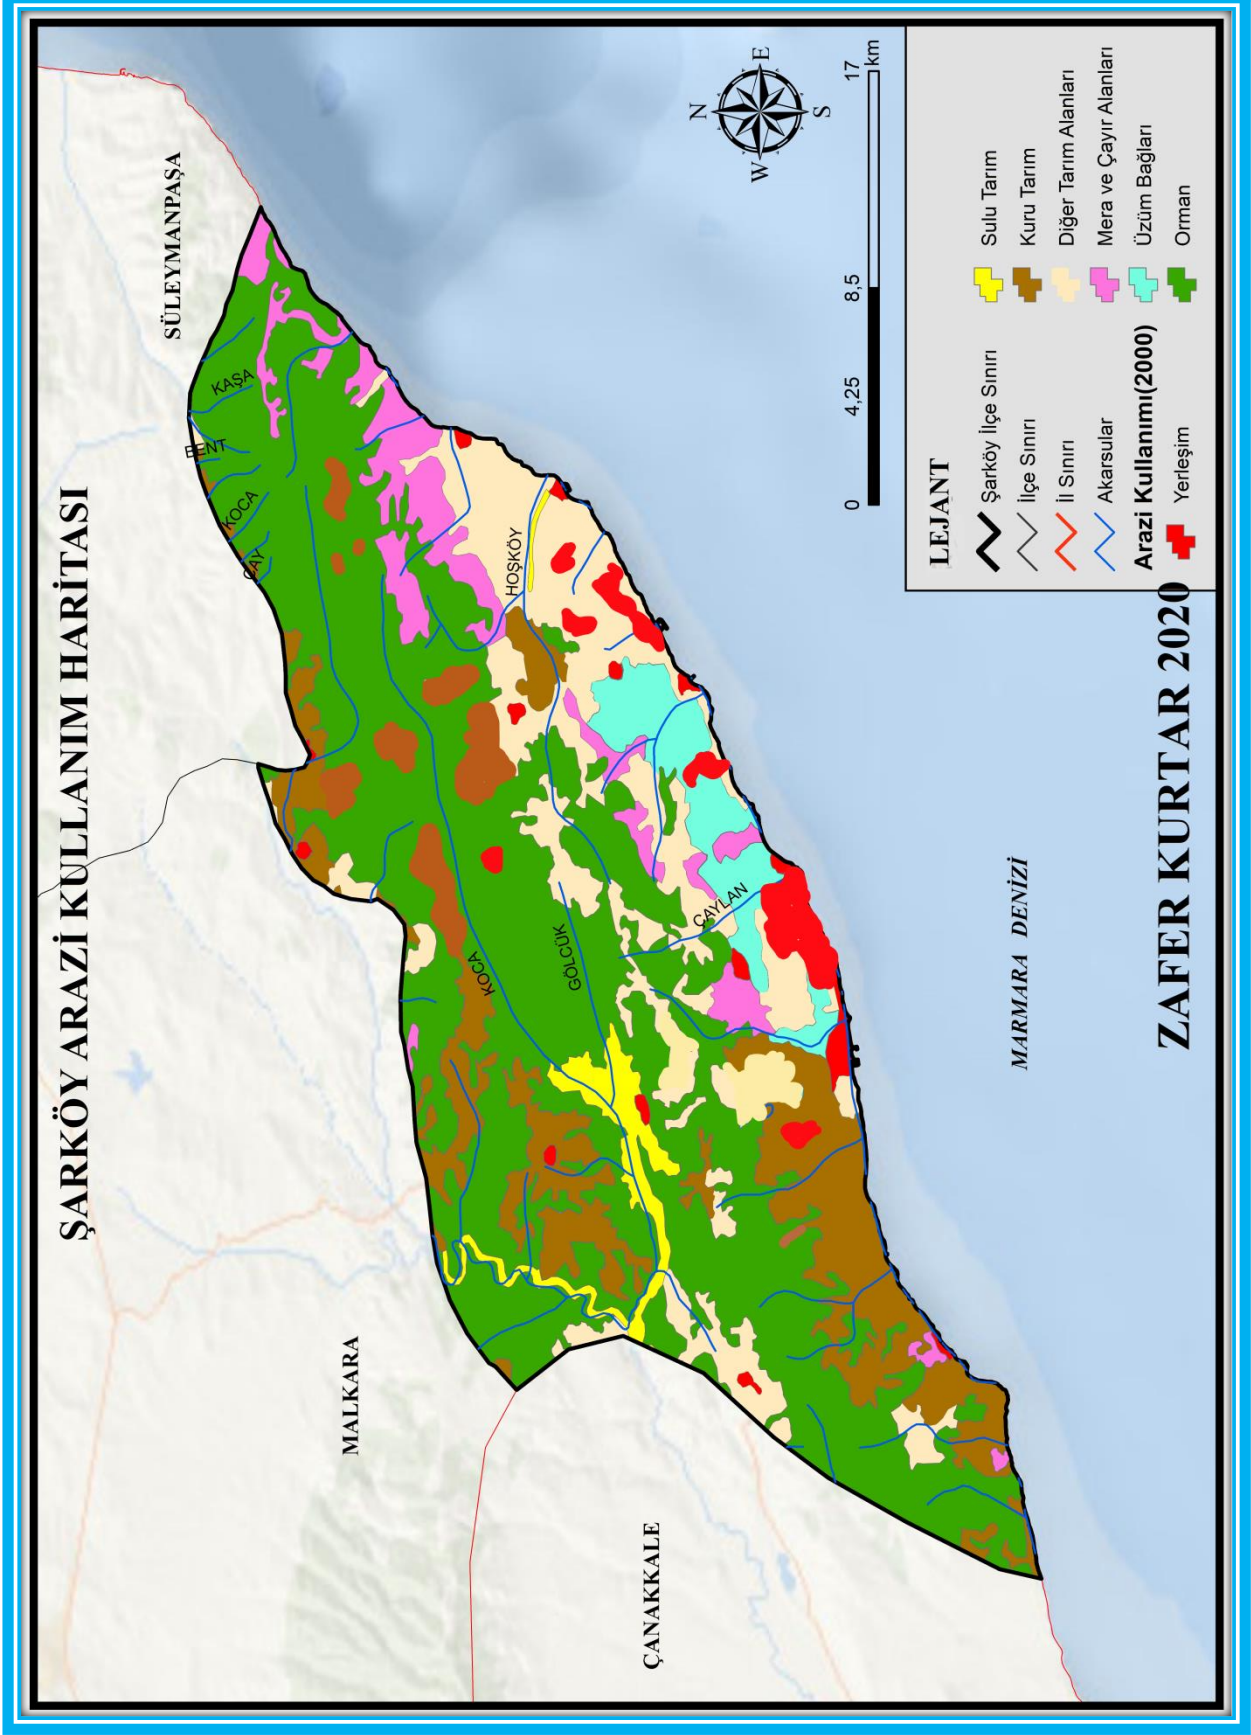 ŞARKÖY ARAZİ KULLANIM HARİTASI
SÜLEYMANPAŞA
MALKARA
ÇANAKKALE
KAŞA
BENT
KOCA
ÇAY
HOŞKÖY
KOCA
GÖLCÜK
ÇAYLAN
MARMARA DENİZİ
N
W E
S
0 4,25 8,5 17
km
LEJANT
Şarköy İlçe Sınırı
İlçe Sınırı
İl Sınırı
Akarsular
Arazi Kullanımı(2000)
Yerleşim
Sulu Tarım
Kuru Tarım
Diğer Tarım Alanları
Mera ve Çayır Alanları
Üzüm Bağları
Orman
ZAFER KURTAR 2020